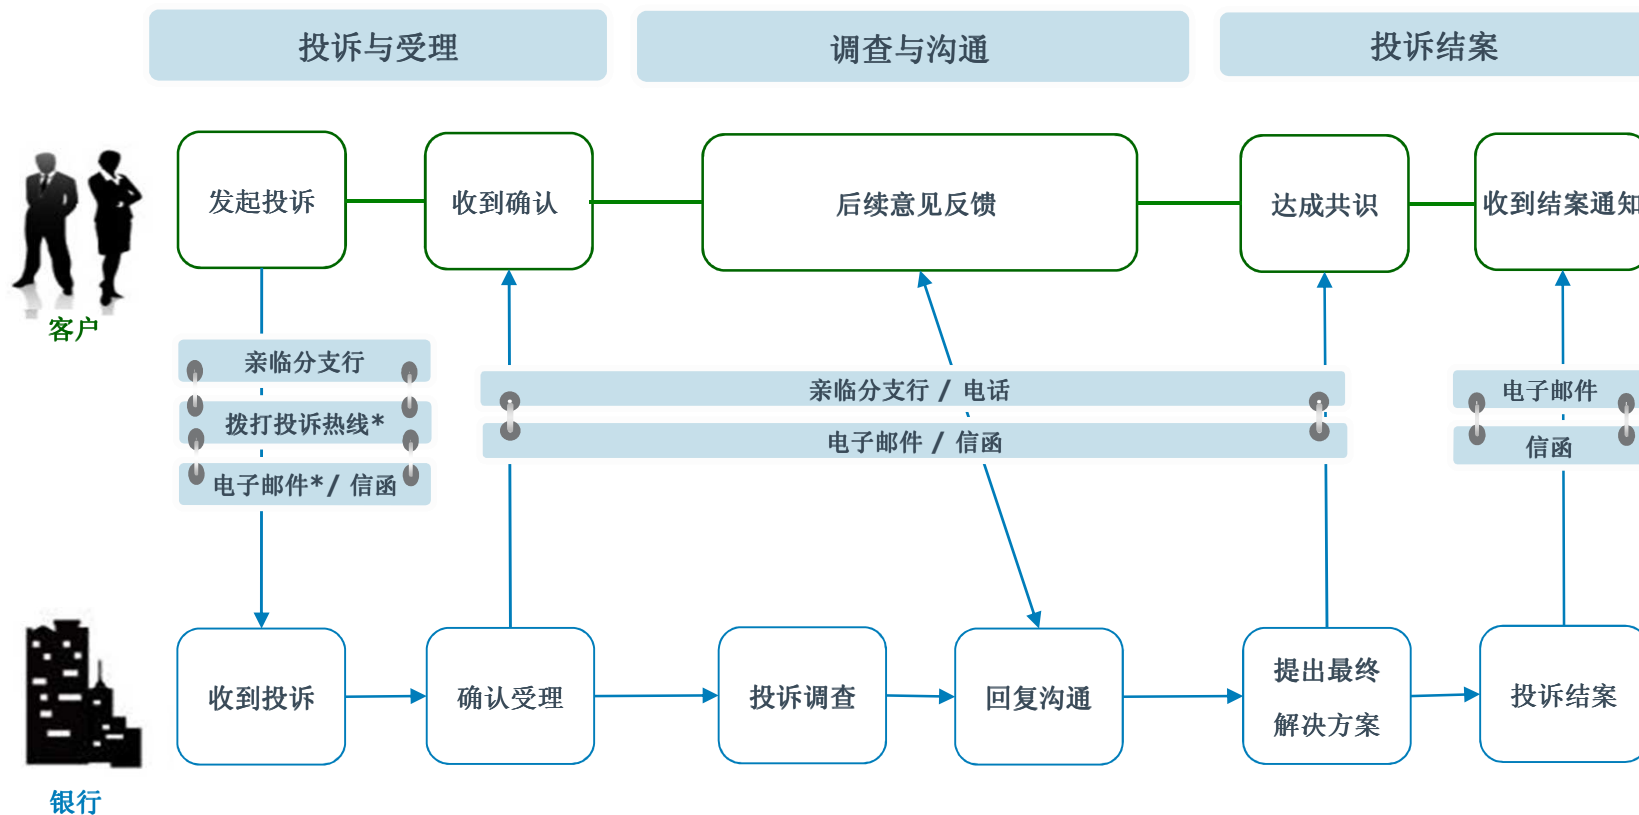 投诉与受理
调查与沟通
投诉结案
发起投诉
收到确认
后续意见反馈
达成共识
收到结案通知
客户
亲临分支行
拨打投诉热线*
电子邮件*/ 信函
亲临分支行 / 电话
电子邮件 / 信函
电子邮件
信函
收到投诉
确认受理
投诉调查
回复沟通
提出最终
解决方案
投诉结案
银行